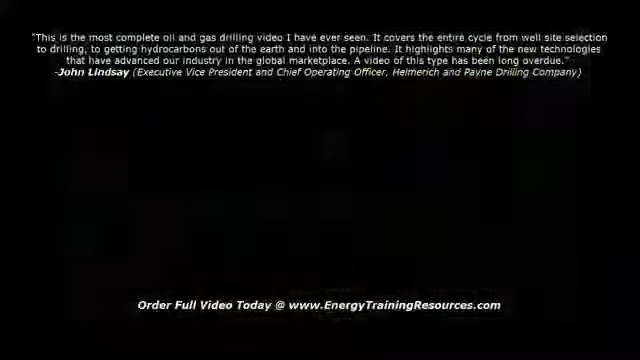 "This is the most complete oil and gas drilling video I have ever seen. It covers the entire cycle from well site selection
to drilling, to getting hydrocarbons out of the earth and into the pipeline. It highlights many of the new technologies
that have advanced our industry in the global marketplace. A video of this type has been long overdue."
-John Lindsay (Executive Vice President and Chief Operating Officer, Helmerich and Payne Drilling Company)
Order Full Video Today @ www.EnergyTrainingResources.com